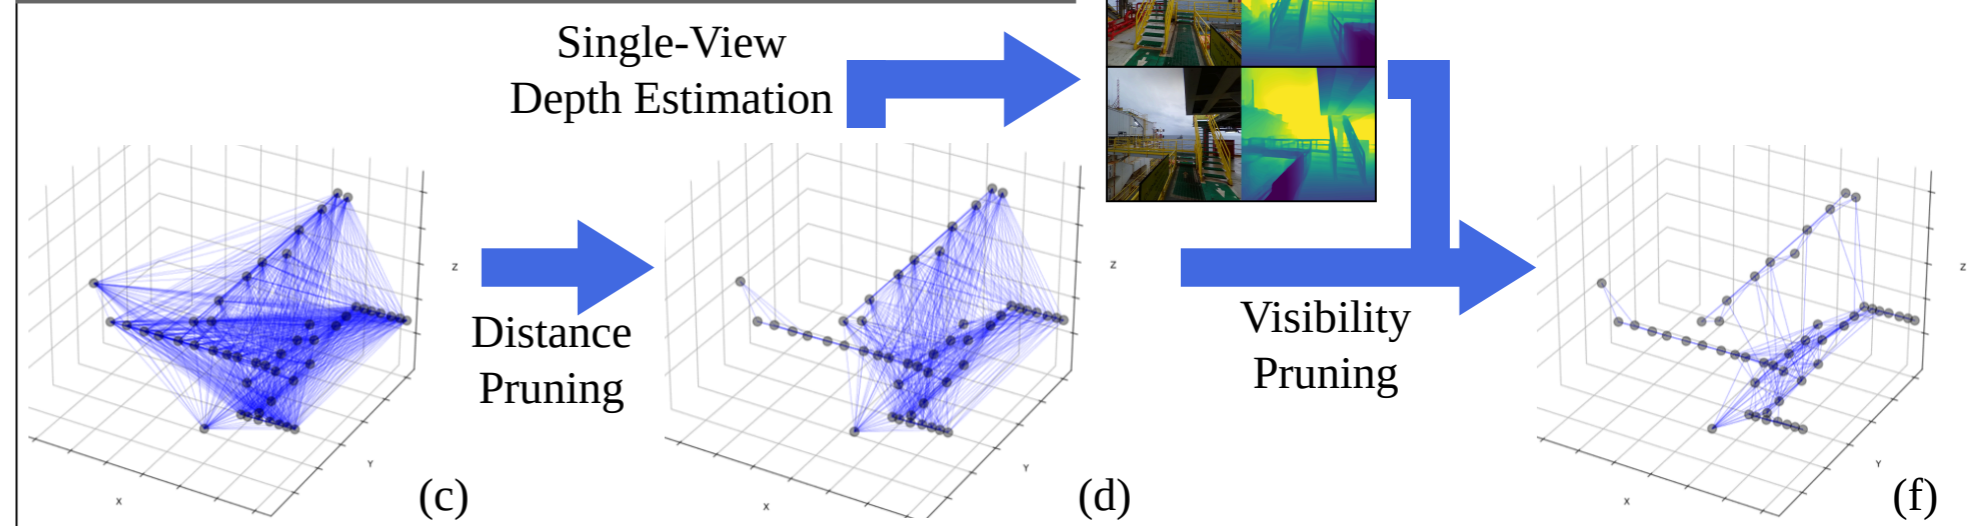 Single-View
Depth Estimation
Distance
Pruning
Visibility
Pruning
Z
Y
X
(c)
Z
Y
X
(d)
Z
Y
X
(f)